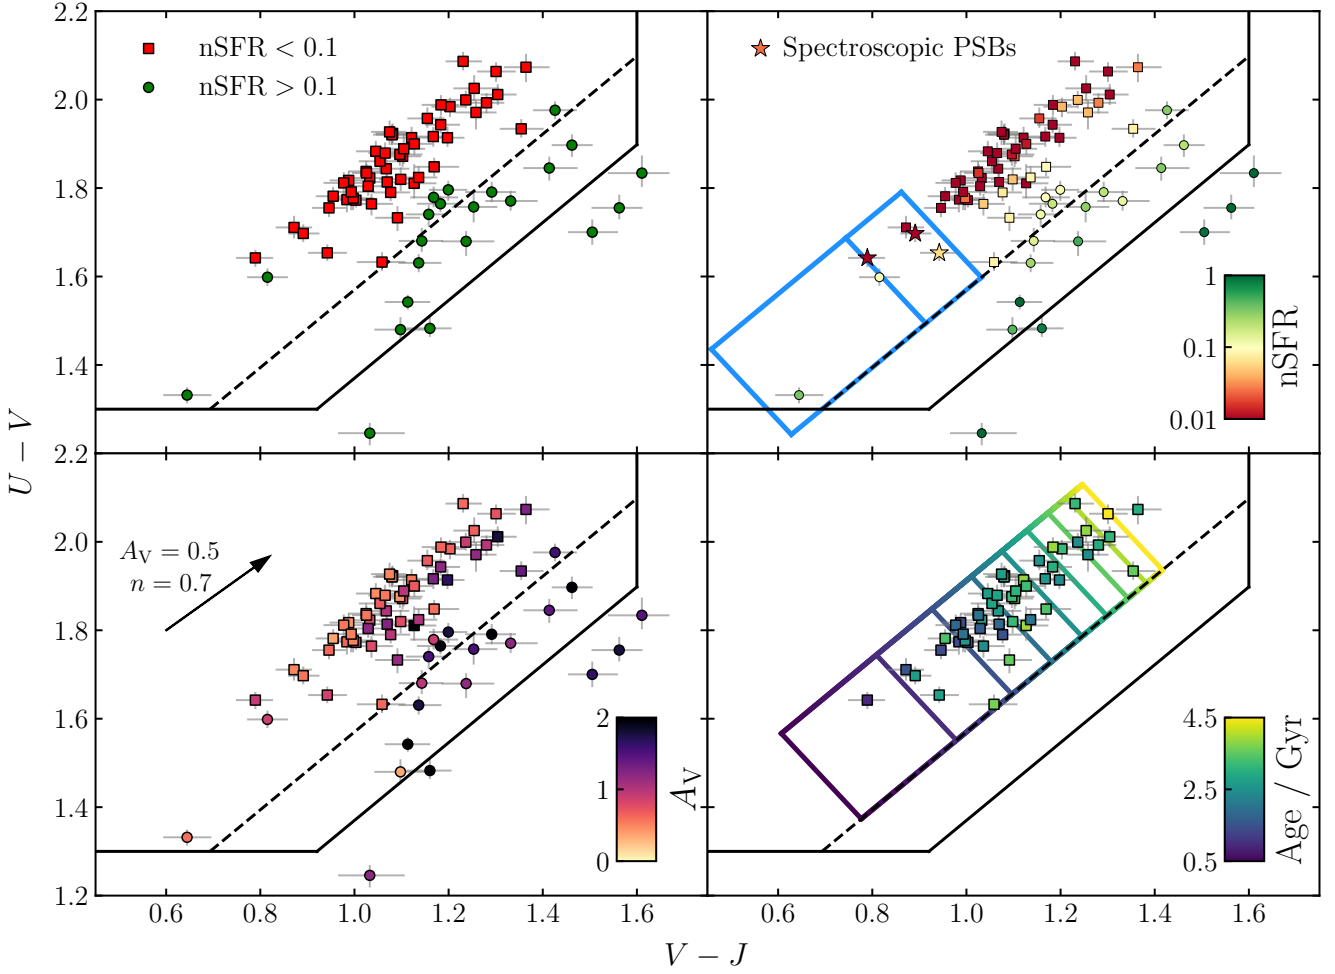 2.2
2.0
1.8
1.6
1.4
nSFR < 0.1
nSFR > 0.1
Spectroscopic PSBs
1
0.1
0.01
nSFR
U − V
2.2
2.0
1.8
1.6
1.4
1.2
A_V = 0.5
n = 0.7
2
1
0
A_V
4.5
2.5
0.5
Age / Gyr
0.6 0.8 1.0 1.2 1.4 1.6
0.6 0.8 1.0 1.2 1.4 1.6
V − J